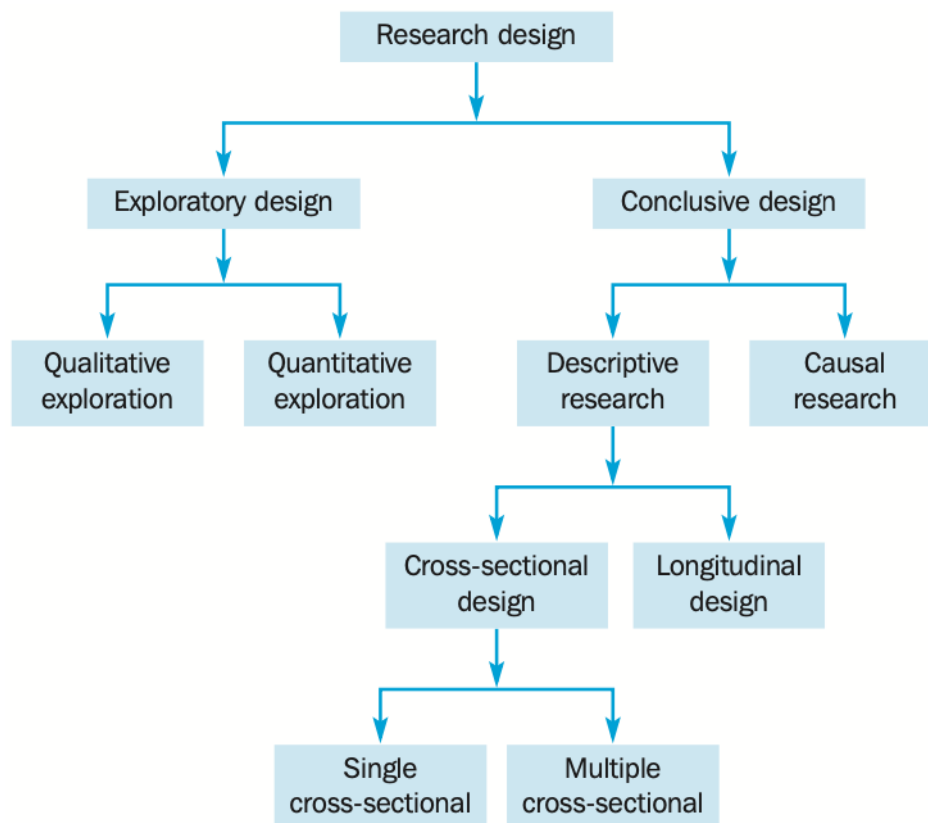 Research design
Exploratory design
Conclusive design
Qualitative
exploration
Quantitative
exploration
Descriptive
research
Causal
research
Cross-sectional
design
Longitudinal
design
Single
cross-sectional
Multiple
cross-sectional